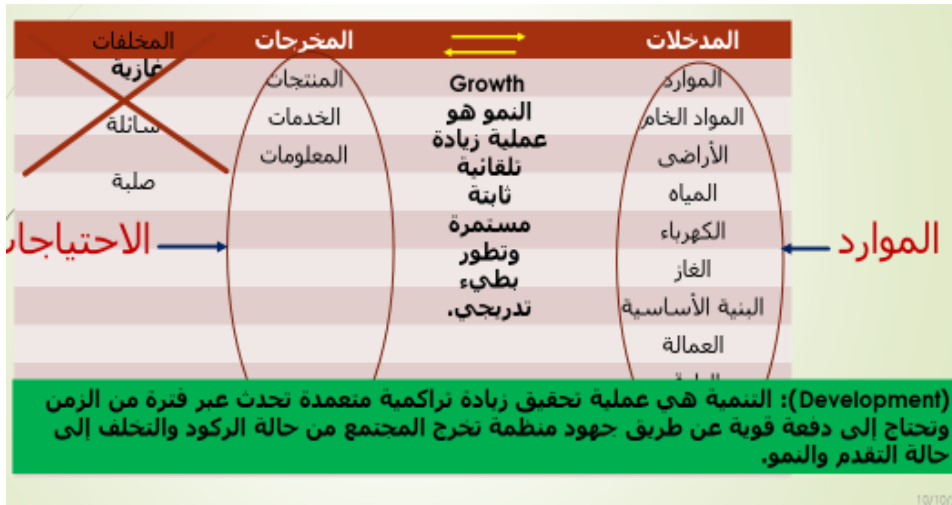 المدخلات
المخرجات
المخلفات
الموارد
المواد الخام
الأراضى
المياه
الكهرباء
الغاز
البنية الأساسية
العمالة
Growth
النمو هو
عملية زيادة
تلقائية
ثابتة
مستمرة
وتطور
بطيء
تدريجي.
المنتجات
الخدمات
المعلومات
غازية
سائلة
صلبة
الموارد
الاحتياجات
(Development): التنمية هي عملية تحقيق زيادة تراكمية متعمدة تحدث عبر فترة من الزمن
وتحتاج إلى دفعة قوية عن طريق جهود منظمة تخرج المجتمع من حالة الركود والتخلف إلى
حالة التقدم والنمو.